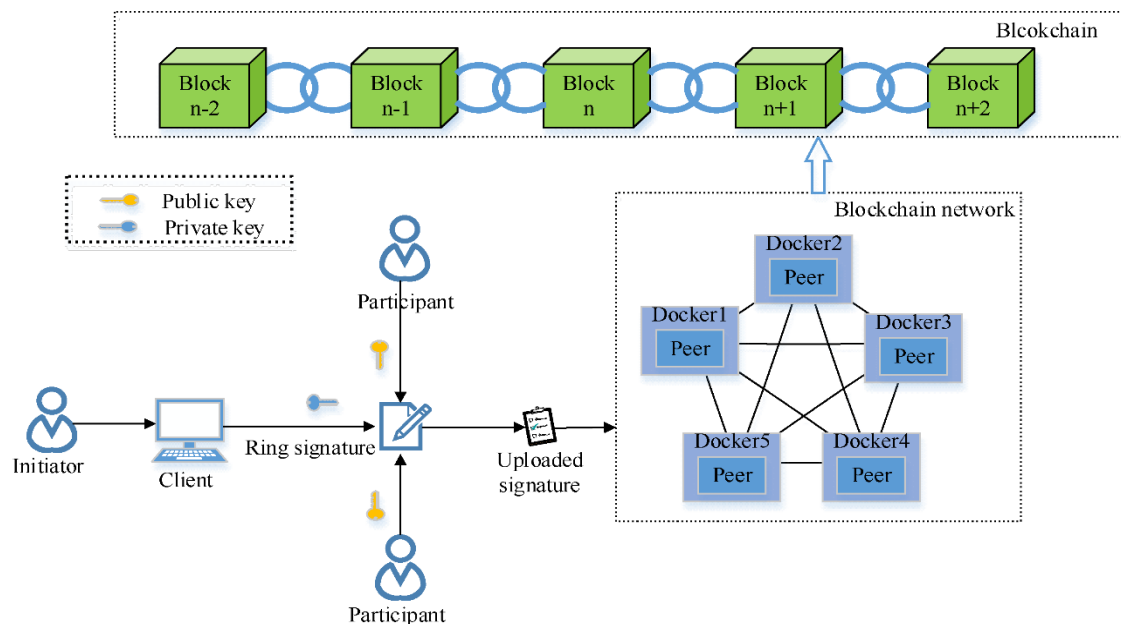 Blcokchain
Block
n-2
Block
n-1
Block
n
Block
n+1
Block
n+2
Public key
Private key
Blockchain network
Docker2
Peer
Docker1
Peer
Docker3
Peer
Docker5
Peer
Docker4
Peer
Participant
Initiator
Client
Ring signature
Uploaded
signature
Participant